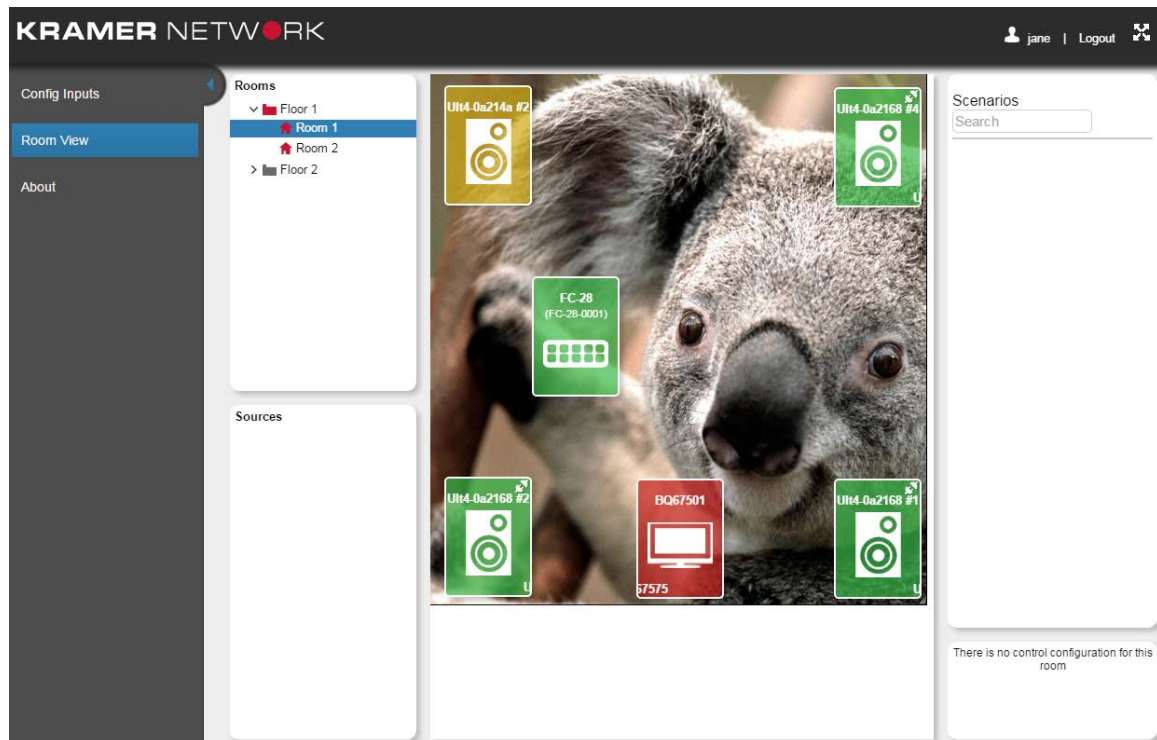 KRAMER NETWORK
jane | Logout
Config Inputs
Room View
About
Rooms
Floor 1
Room 1
Room 2
Floor 2
Sources
Ult4-0a214a #2
Ult4-0a2168 #4
U
FC-28
(FC-28-0001)
Ult4-0a2168 #2
U
BQ67501
67575
Ult4-0a2168 #1
U
Scenarios
Search
There is no control configuration for this
room